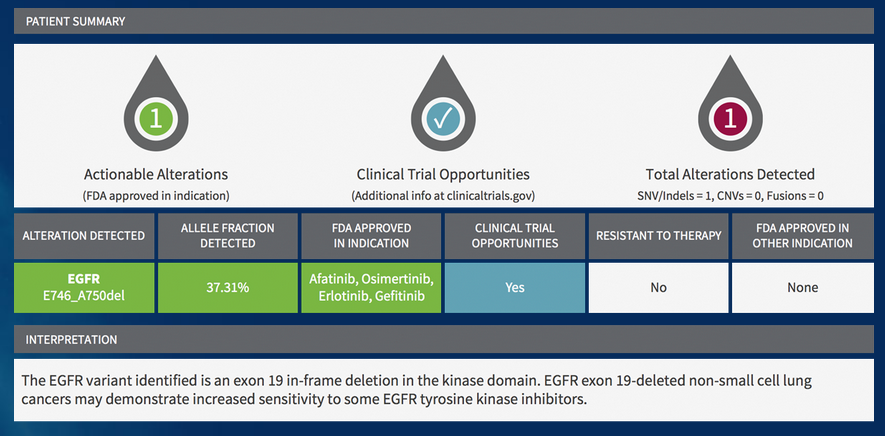 PATIENT SUMMARY
1
✓
1
Actionable Alterations
(FDA approved in indication)
Clinical Trial Opportunities
(Additional info at clinicaltrials.gov)
Total Alterations Detected
SNV/Indels = 1, CNVs = 0, Fusions = 0
ALTERATION DETECTED
ALLELE FRACTION
DETECTED
FDA APPROVED
IN INDICATION
CLINICAL TRIAL
OPPORTUNITIES
RESISTANT TO THERAPY
FDA APPROVED IN
OTHER INDICATION
EGFR
E746_A750del
37.31%
Afatinib, Osimertinib,
Erlotinib, Gefitinib
Yes
No
None
INTERPRETATION
The EGFR variant identified is an exon 19 in-frame deletion in the kinase domain. EGFR exon 19-deleted non-small cell lung
cancers may demonstrate increased sensitivity to some EGFR tyrosine kinase inhibitors.